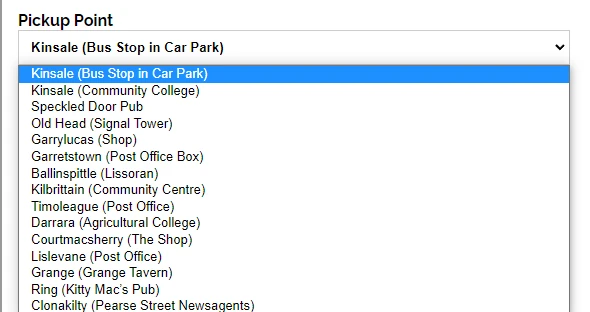 Pickup Point
Kinsale (Bus Stop in Car Park)
Kinsale (Bus Stop in Car Park)
Kinsale (Community College)
Speckled Door Pub
Old Head (Signal Tower)
Garrylucas (Shop)
Garretstown (Post Office Box)
Ballinspittle (Lissoran)
Kilbrittain (Community Centre)
Timoleague (Post Office)
Darrara (Agricultural College)
Courtmacsherry (The Shop)
Lislevane (Post Office)
Grange (Grange Tavern)
Ring (Kitty Mac's Pub)
Clonakilty (Pearse Street Newsagents)